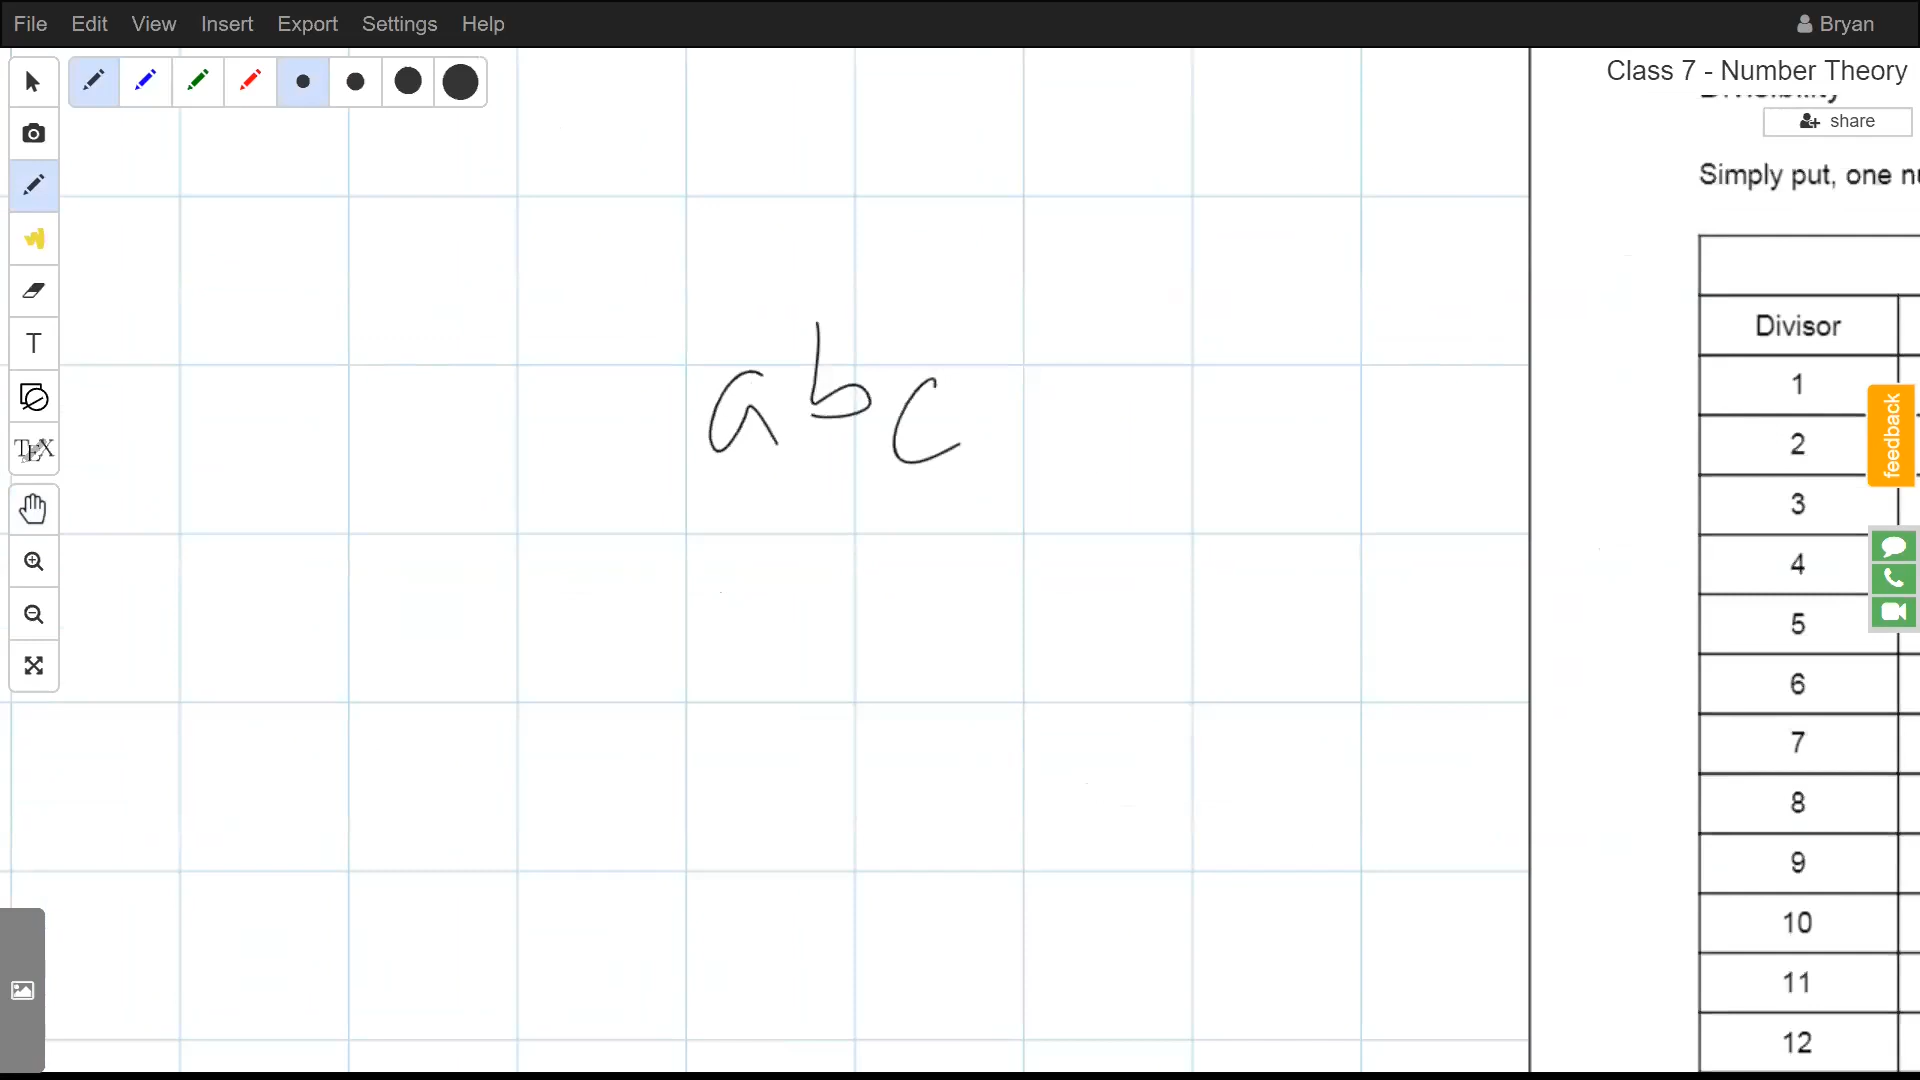 File Edit View Insert Export Settings Help Bryan
Class 7 - Number Theory
share
Simply put, one
Divisor
1
2
3
4
5
6
7
8
9
10
11
12
feedback
T
TEX
abc